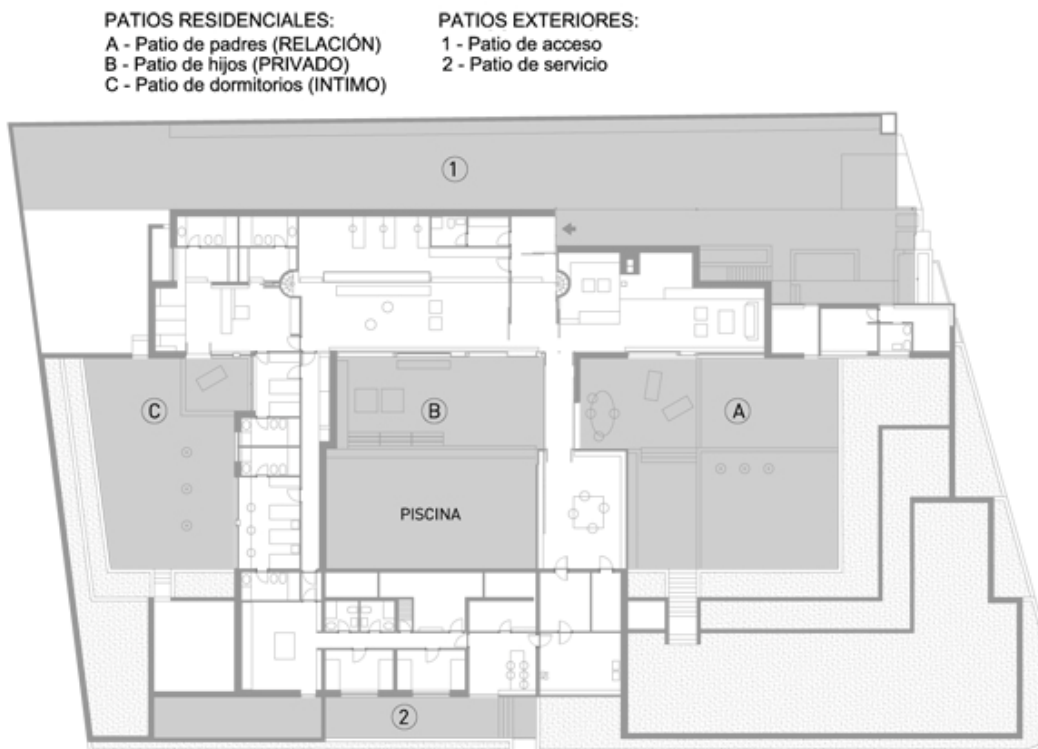 PATIOS RESIDENCIALES:
A - Patio de padres (RELACIÓN)
B - Patio de hijos (PRIVADO)
C - Patio de dormitorios (INTIMO)
PATIOS EXTERIORES:
1 - Patio de acceso
2 - Patio de servicio
1
C
B
A
PISCINA
2